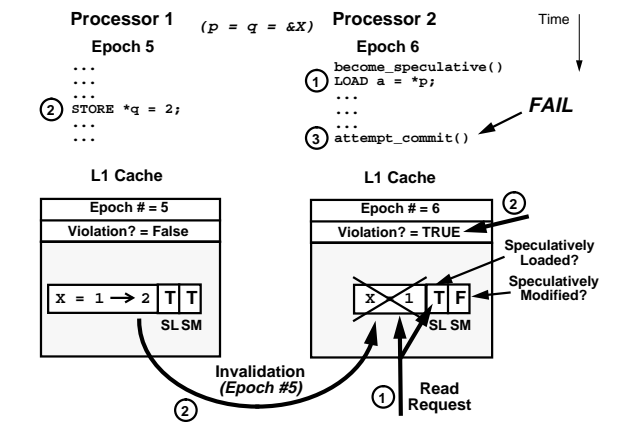 Processor 1
(p = q = &X)
Processor 2
Time
Epoch 5
Epoch 6
...
...
...
② STORE *q = 2;
...
...
become_speculative()
① LOAD a = *p;
...
...
...
③ attempt_commit()
FAIL
L1 Cache
Epoch # = 5
Violation? = False
X = 1 → 2 T T
SL SM
L1 Cache
Epoch # = 6
Violation? = TRUE
②
Speculatively
Loaded?
X = 1 T F
Speculatively
Modified?
SL SM
Invalidation
(Epoch #5)
②
① Read
Request